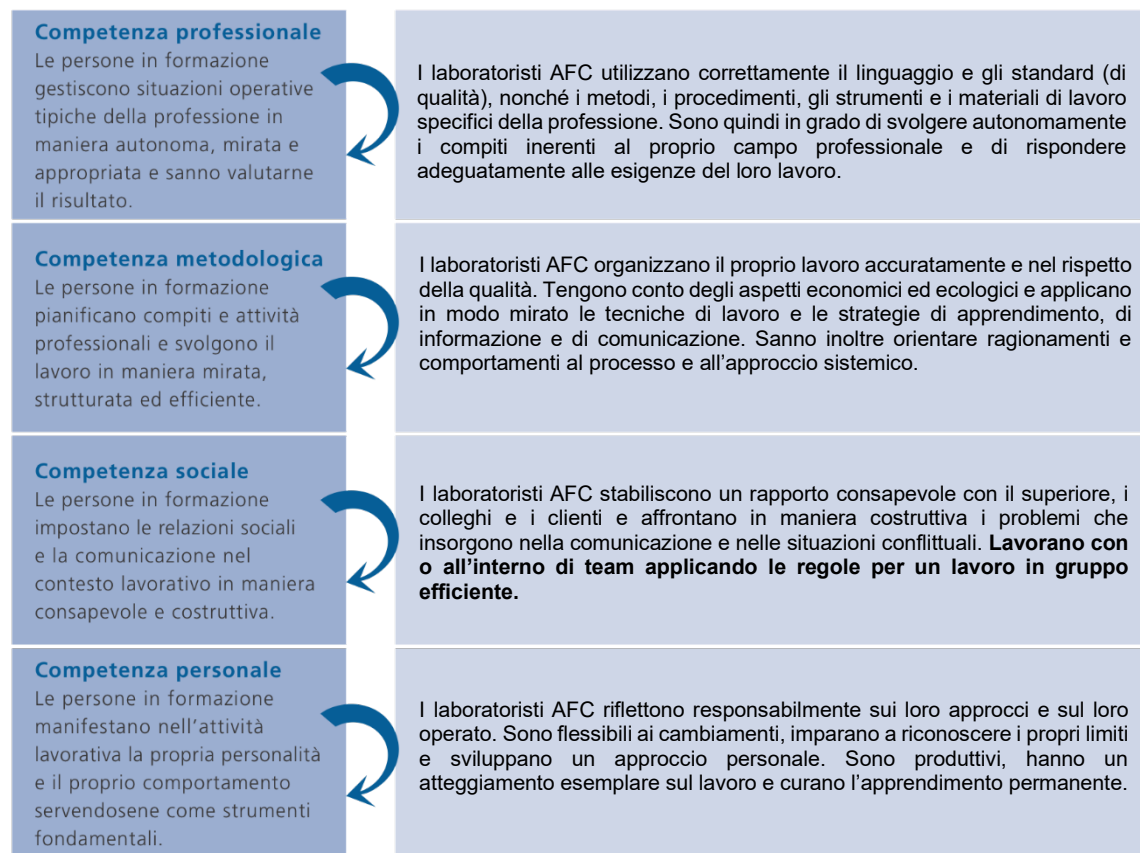 Competenza professionale
Le persone in formazione
gestiscono situazioni operative
tipiche della professione in
maniera autonoma, mirata e
appropriata e sanno valutarne
il risultato.
I laboratoristi AFC utilizzano correttamente il linguaggio e gli standard (di
qualità), nonché i metodi, i procedimenti, gli strumenti e i materiali di lavoro
specifici della professione. Sono quindi in grado di svolgere autonomamente
i compiti inerenti al proprio campo professionale e di rispondere
adeguatamente alle esigenze del loro lavoro.
Competenza metodologica
Le persone in formazione
pianificano compiti e attività
professionali e svolgono il
lavoro in maniera mirata,
strutturata ed efficiente.
I laboratoristi AFC organizzano il proprio lavoro accuratamente e nel rispetto
della qualità. Tengono conto degli aspetti economici ed ecologici e applicano
in modo mirato le tecniche di lavoro e le strategie di apprendimento, di
informazione e di comunicazione. Sanno inoltre orientare ragionamenti e
comportamenti al processo e all'approccio sistemico.
Competenza sociale
Le persone in formazione
impostano le relazioni sociali
e la comunicazione nel
contesto lavorativo in maniera
consapevole e costruttiva.
I laboratoristi AFC stabiliscono un rapporto consapevole con il superiore, i
colleghi e i clienti e affrontano in maniera costruttiva i problemi che
insorgono nella comunicazione e nelle situazioni conflittuali. Lavorano con
o all'interno di team applicando le regole per un lavoro in gruppo
efficiente.
Competenza personale
Le persone in formazione
manifestano nell'attività
lavorativa la propria personalità
e il proprio comportamento
servendosene come strumenti
fondamentali.
I laboratoristi AFC riflettono responsabilmente sui loro approcci e sul loro
operato. Sono flessibili ai cambiamenti, imparano a riconoscere i propri limiti
e sviluppano un approccio personale. Sono produttivi, hanno un
atteggiamento esemplare sul lavoro e curano l'apprendimento permanente.